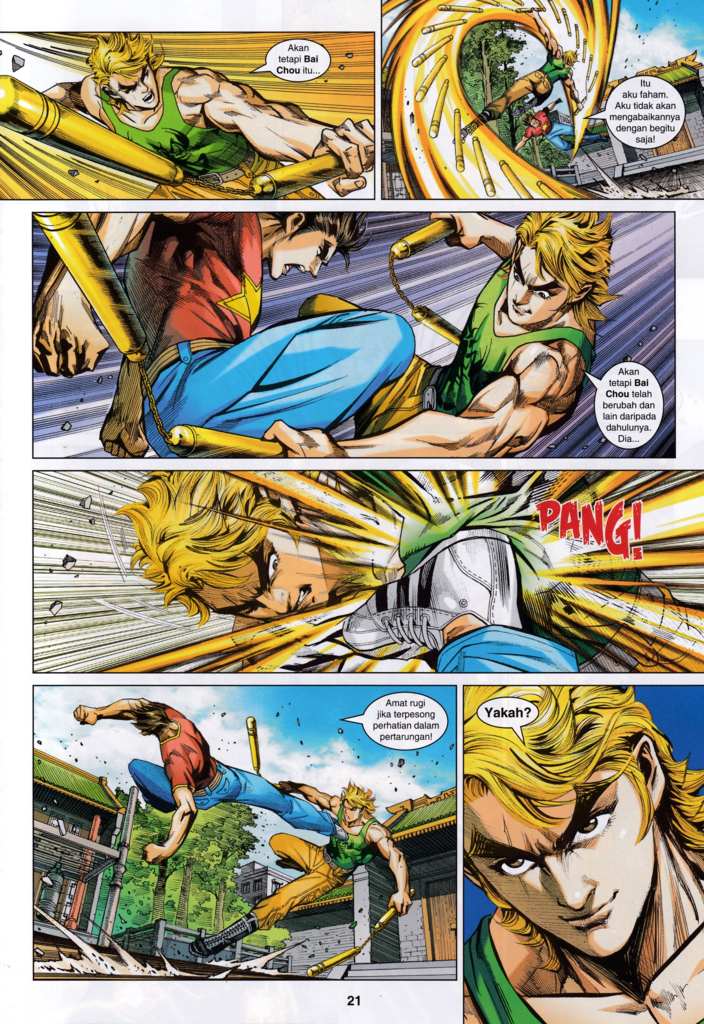 Akan
tetapi Bai
Chou itu...
Itu
aku faham.
Aku tidak akan
mengabaikannya
dengan begitu
saja!
Akan
tetapi Bai
Chou telah
berubah dan
lain daripada
dahulunya.
Dia...
PANG!
Amat rugi
jika terpesong
perhatian dalam
pertarungan!
Yakah?
21